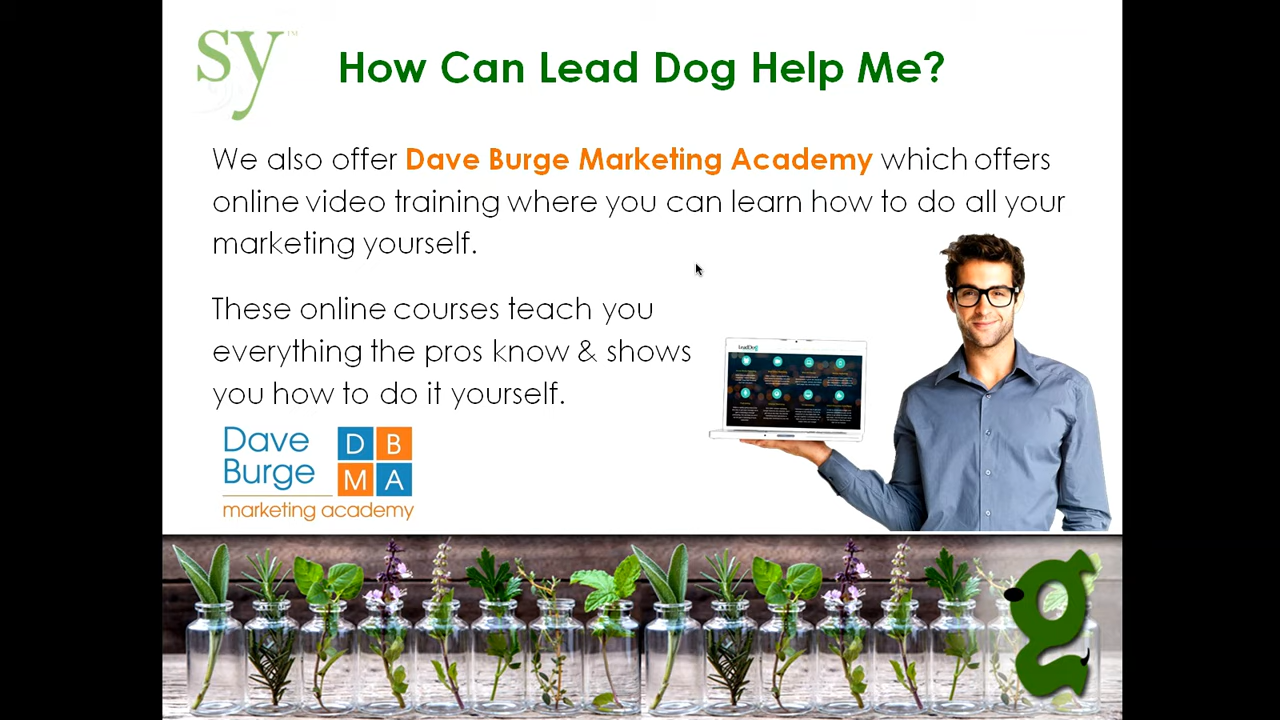 sy™
How Can Lead Dog Help Me?
We also offer Dave Burge Marketing Academy which offers
online video training where you can learn how to do all your
marketing yourself.
These online courses teach you
everything the pros know & shows
you how to do it yourself.
LeadDog
Dave
Burge
D B
M A
marketing academy
g